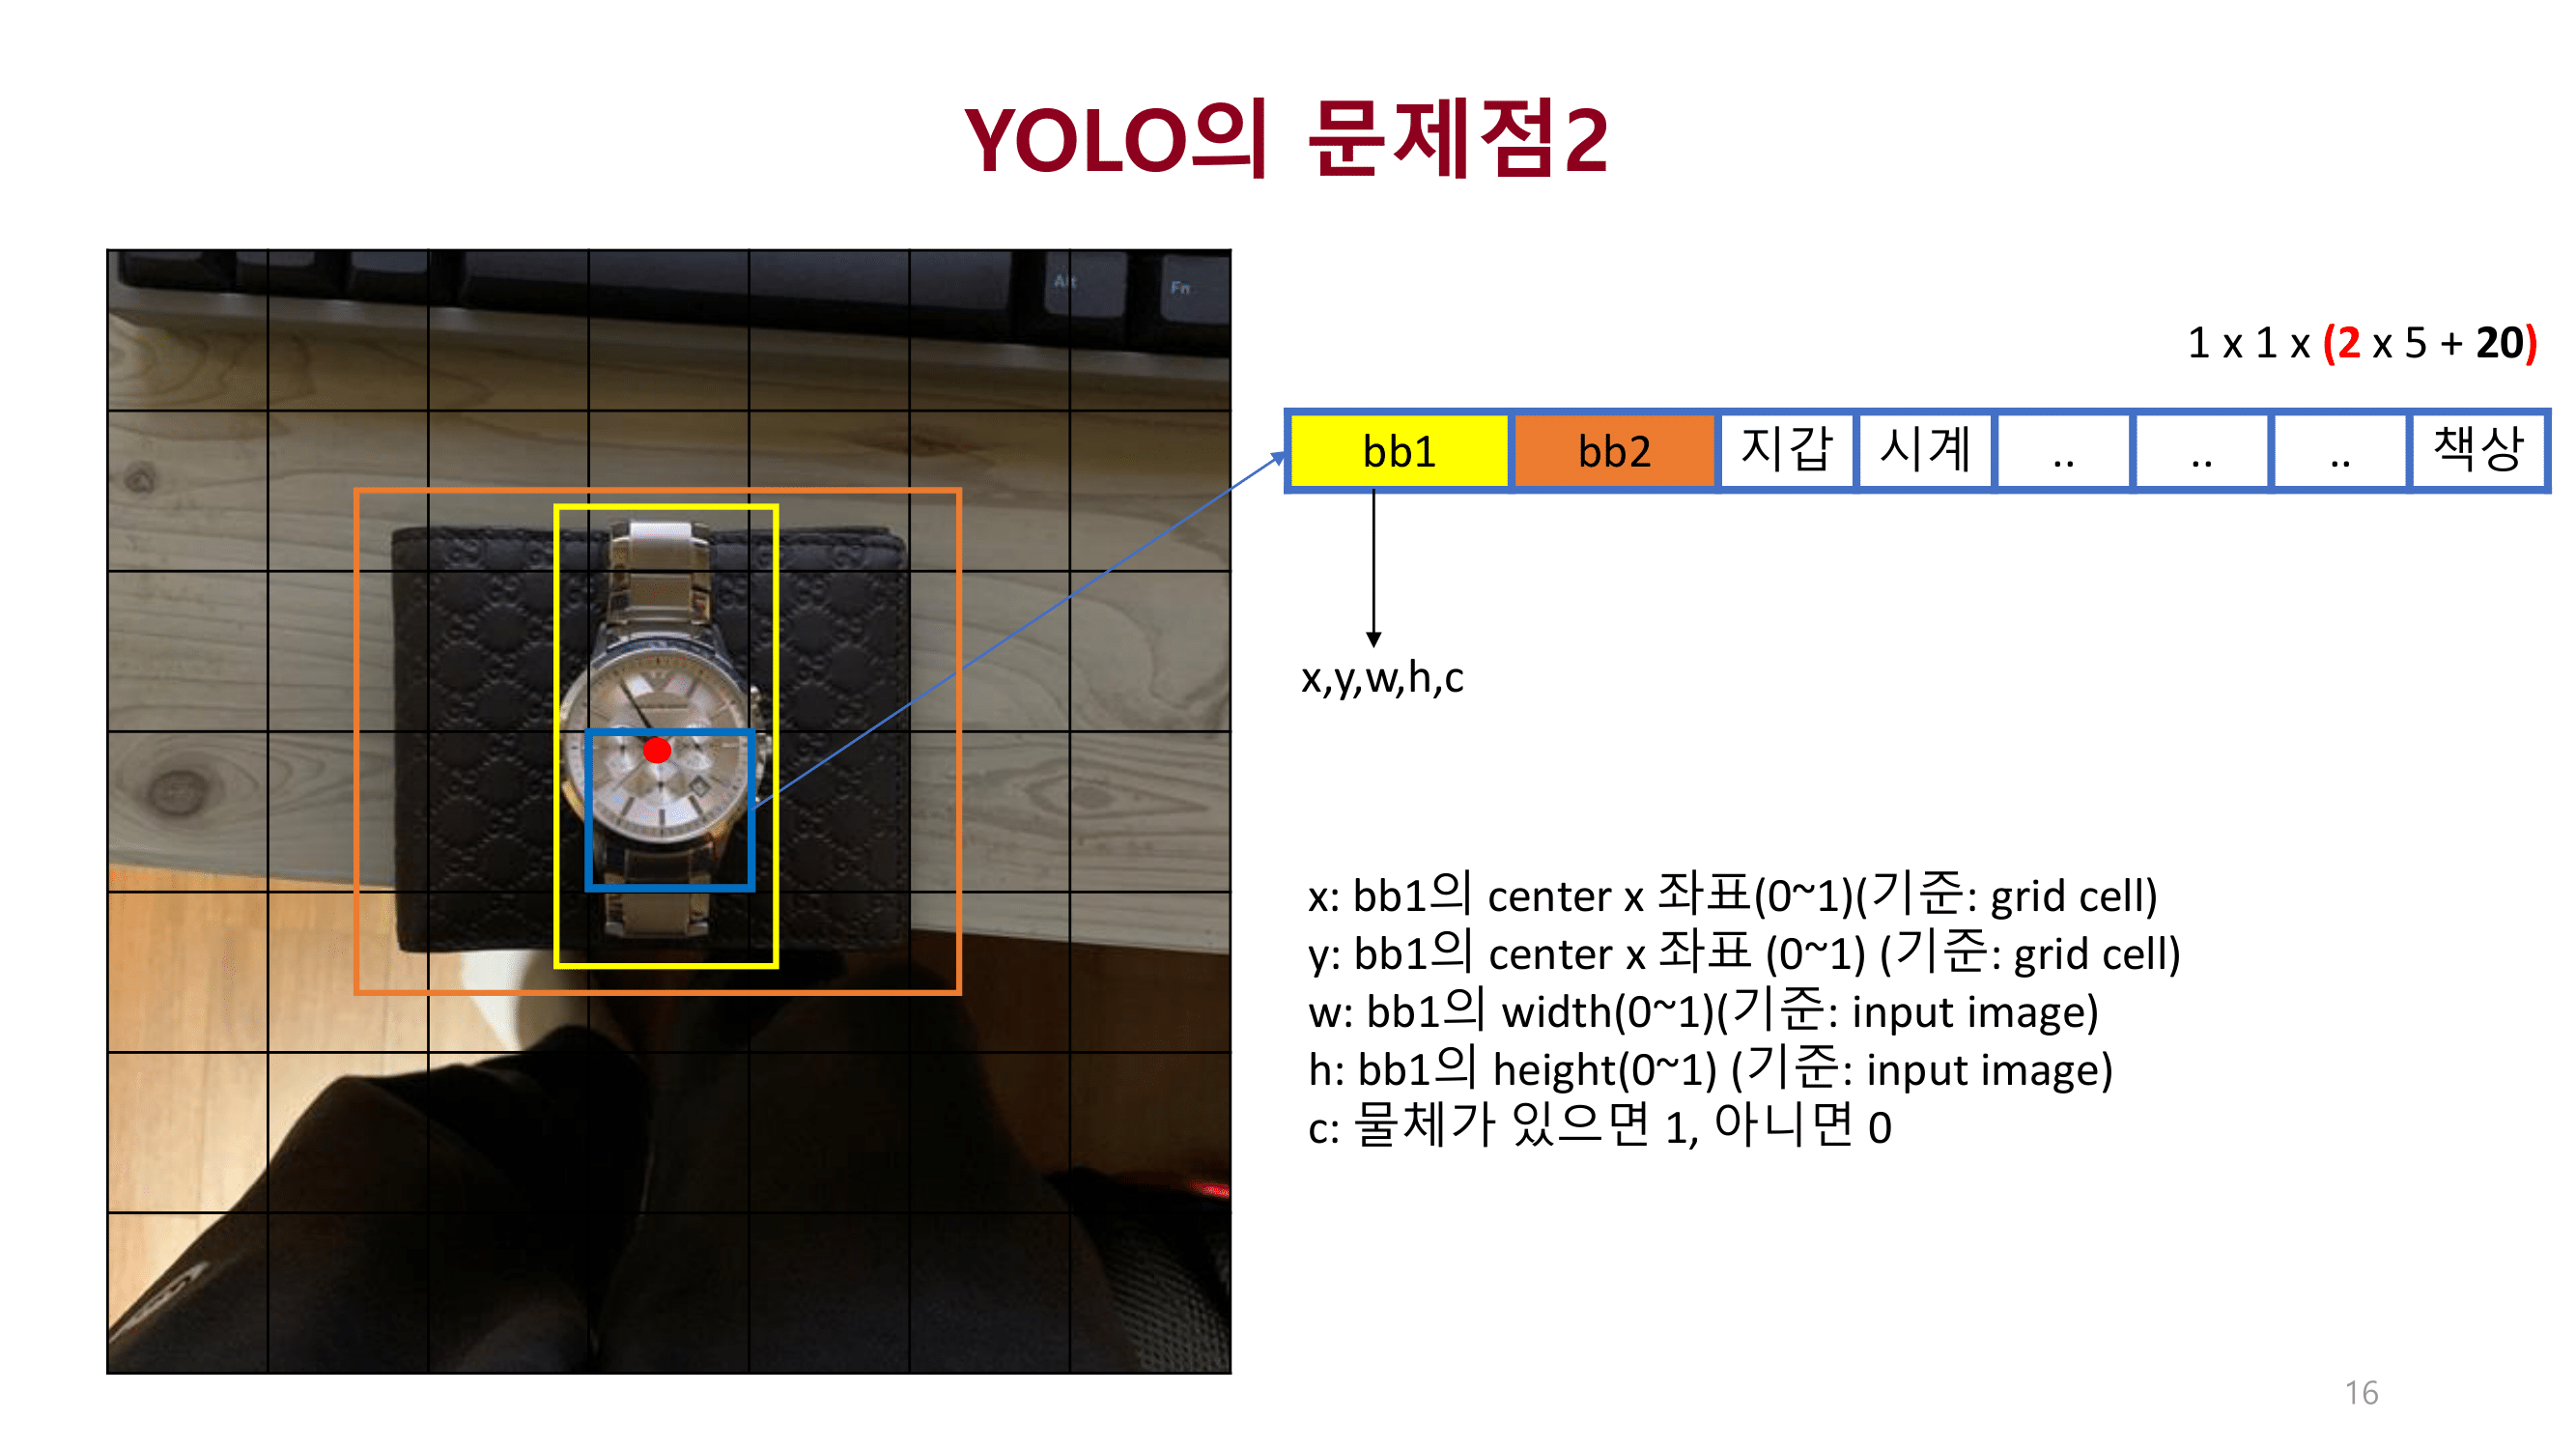 YOLO의 문제점2
Alt
Fn
1 x 1 x (2 x 5 + 20)
bb1 bb2 지갑 시계 .. .. .. 책상
x,y,w,h,c
x: bb1의 center x 좌표(0~1)(기준: grid cell)
y: bb1의 center x 좌표 (0~1) (기준: grid cell)
w: bb1의 width(0~1)(기준: input image)
h: bb1의 height(0~1) (기준: input image)
c: 물체가 있으면 1, 아니면 0
16